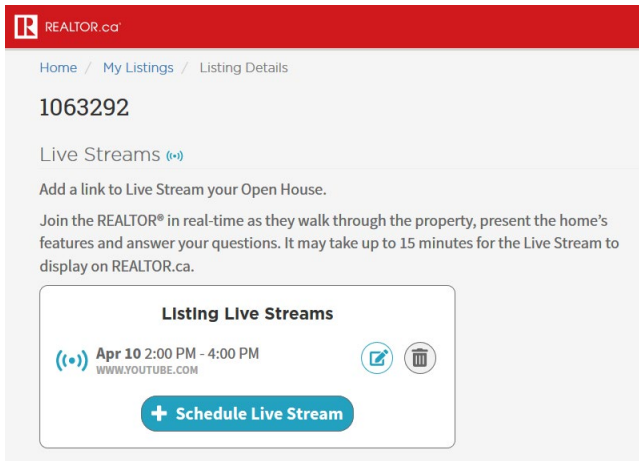 REALTOR.ca
Home / My Listings / Listing Details
1063292
Live Streams
Add a link to Live Stream your Open House.
Join the REALTOR® in real-time as they walk through the property, present the home's
features and answer your questions. It may take up to 15 minutes for the Live Stream to
display on REALTOR.ca.
Listing Live Streams
Apr 10 2:00 PM - 4:00 PM
WWW.YOUTUBE.COM
+ Schedule Live Stream